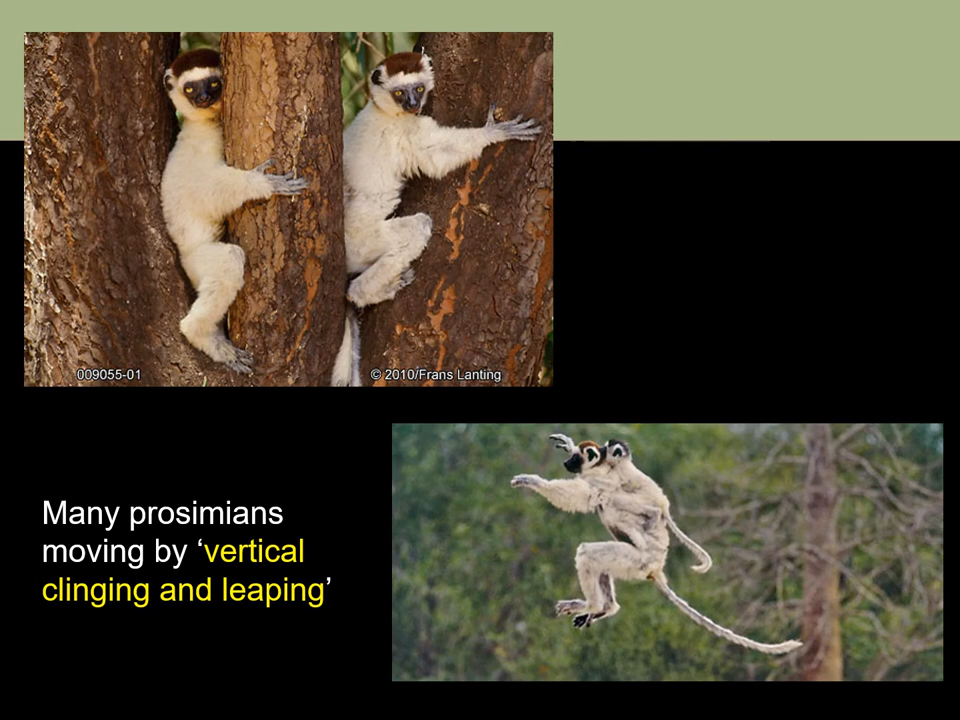 009055-01
© 2010/Frans Lanting
Many prosimians
moving by ‘vertical
clinging and leaping’